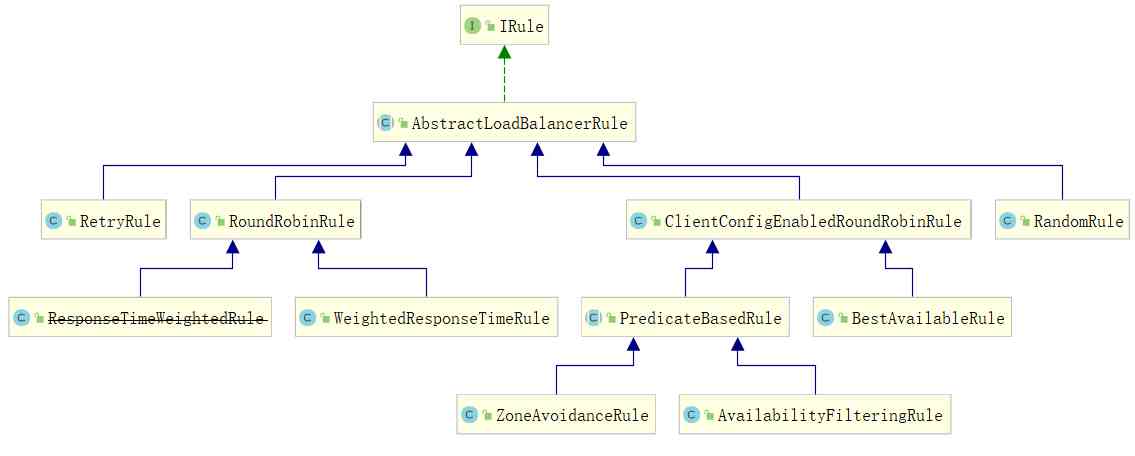 I IRule
C AbstractLoadBalancerRule
C RetryRule
C RoundRobinRule
C ClientConfigEnabledRoundRobinRule
C RandomRule
C ResponseTimeWeightedRule
C WeightedResponseTimeRule
C PredicateBasedRule
C BestAvailableRule
C ZoneAvoidanceRule
C AvailabilityFilteringRule